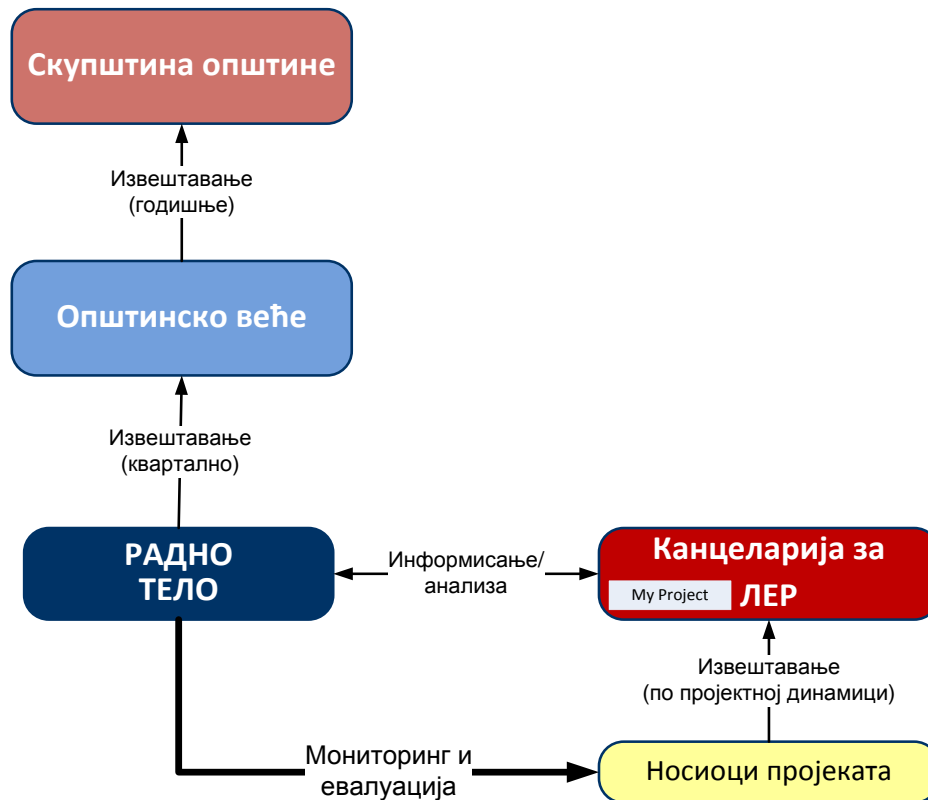 Скупштина општине
Извештавање
(годишње)
Општинско веће
Извештавање
(квартално)
РАДНО
ТЕЛО
Информисање/
анализа
Канцеларија за
My Project ЛЕР
Извештавање
(по пројектној динамици)
Мониторинг и
евалуација
Носиоци пројеката